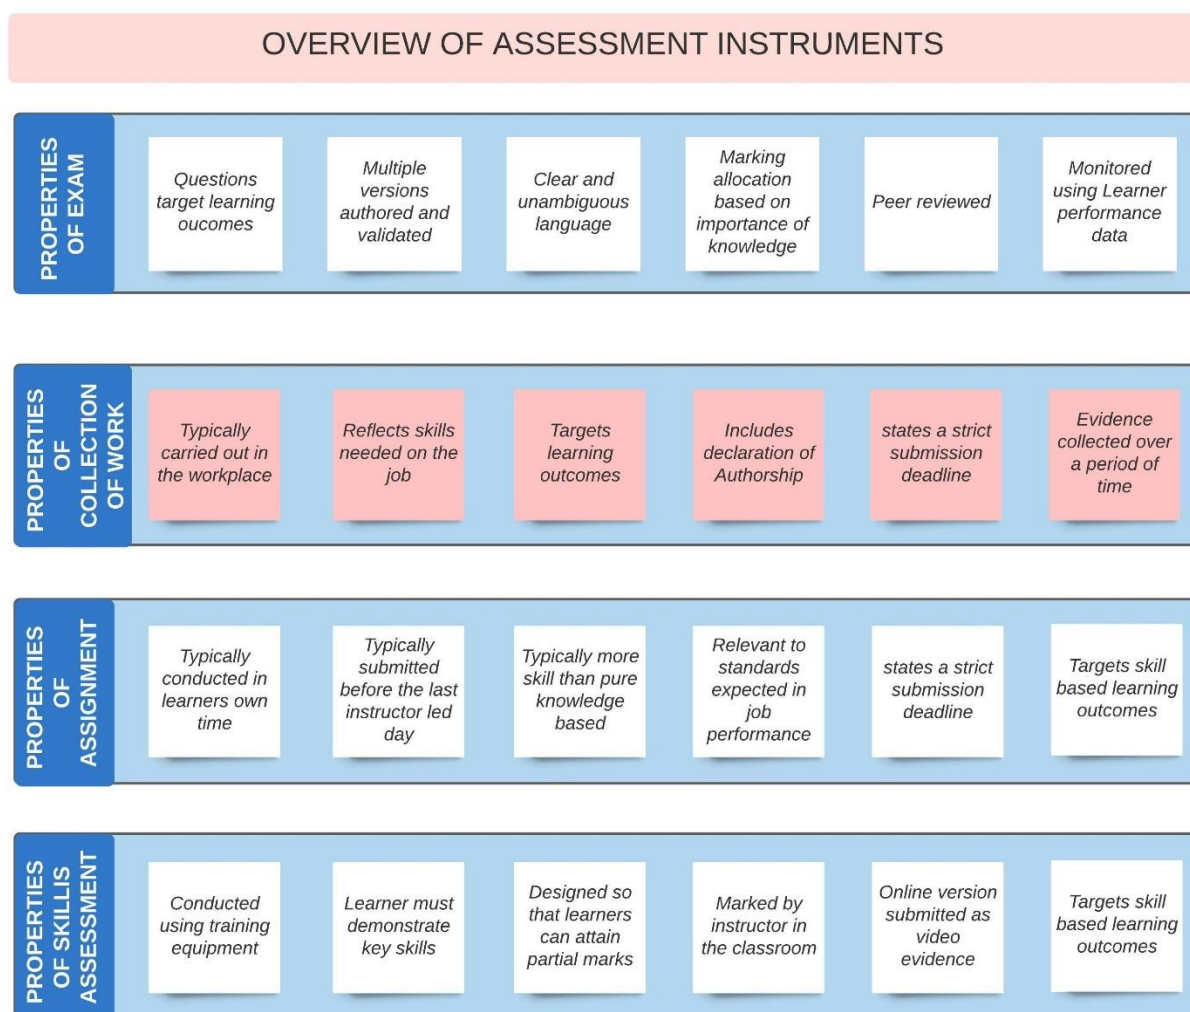 OVERVIEW OF ASSESSMENT INSTRUMENTS
PROPERTIES
OF EXAM
Questions
target learning
oucomes
Multiple
versions
authored and
validated
Clear and
unambiguous
language
Marking
allocation
based on
importance of
knowledge
Peer reviewed
Monitored
using Learner
performance
data
PROPERTIES
OF
COLLECTION
OF WORK
Typically
carried out in
the workplace
Reflects skills
needed on the
job
Targets
learning
outcomes
Includes
declaration of
Authorship
states a strict
submission
deadline
Evidence
collected over
a period of
time
PROPERTIES
OF
ASSIGNMENT
Typically
conducted in
learners own
time
Typically
submitted
before the last
instructor led
day
Typically more
skill than pure
knowledge
based
Relevant to
standards
expected in
job
performance
states a strict
submission
deadline
Targets skill
based learning
outcomes
PROPERTIES
OF SKILLIS
ASSESSMENT
Conducted
using training
equipment
Learner must
demonstrate
key skills
Designed so
that learners
can attain
partial marks
Marked by
instructor in
the classroom
Online version
submitted as
video
evidence
Targets skill
based learning
outcomes